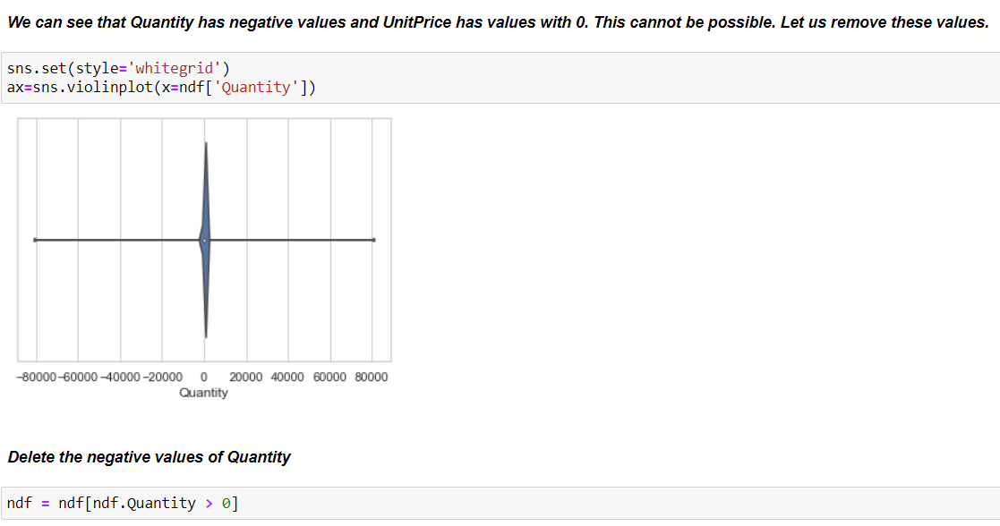 We can see that Quantity has negative values and UnitPrice has values with 0. This cannot be possible. Let us remove these values.
sns.set(style='whitegrid')
ax=sns.violinplot(x=ndf['Quantity'])
−80000 −60000 −40000 −20000 0 20000 40000 60000 80000
Quantity
Delete the negative values of Quantity
ndf = ndf[ndf.Quantity > 0]